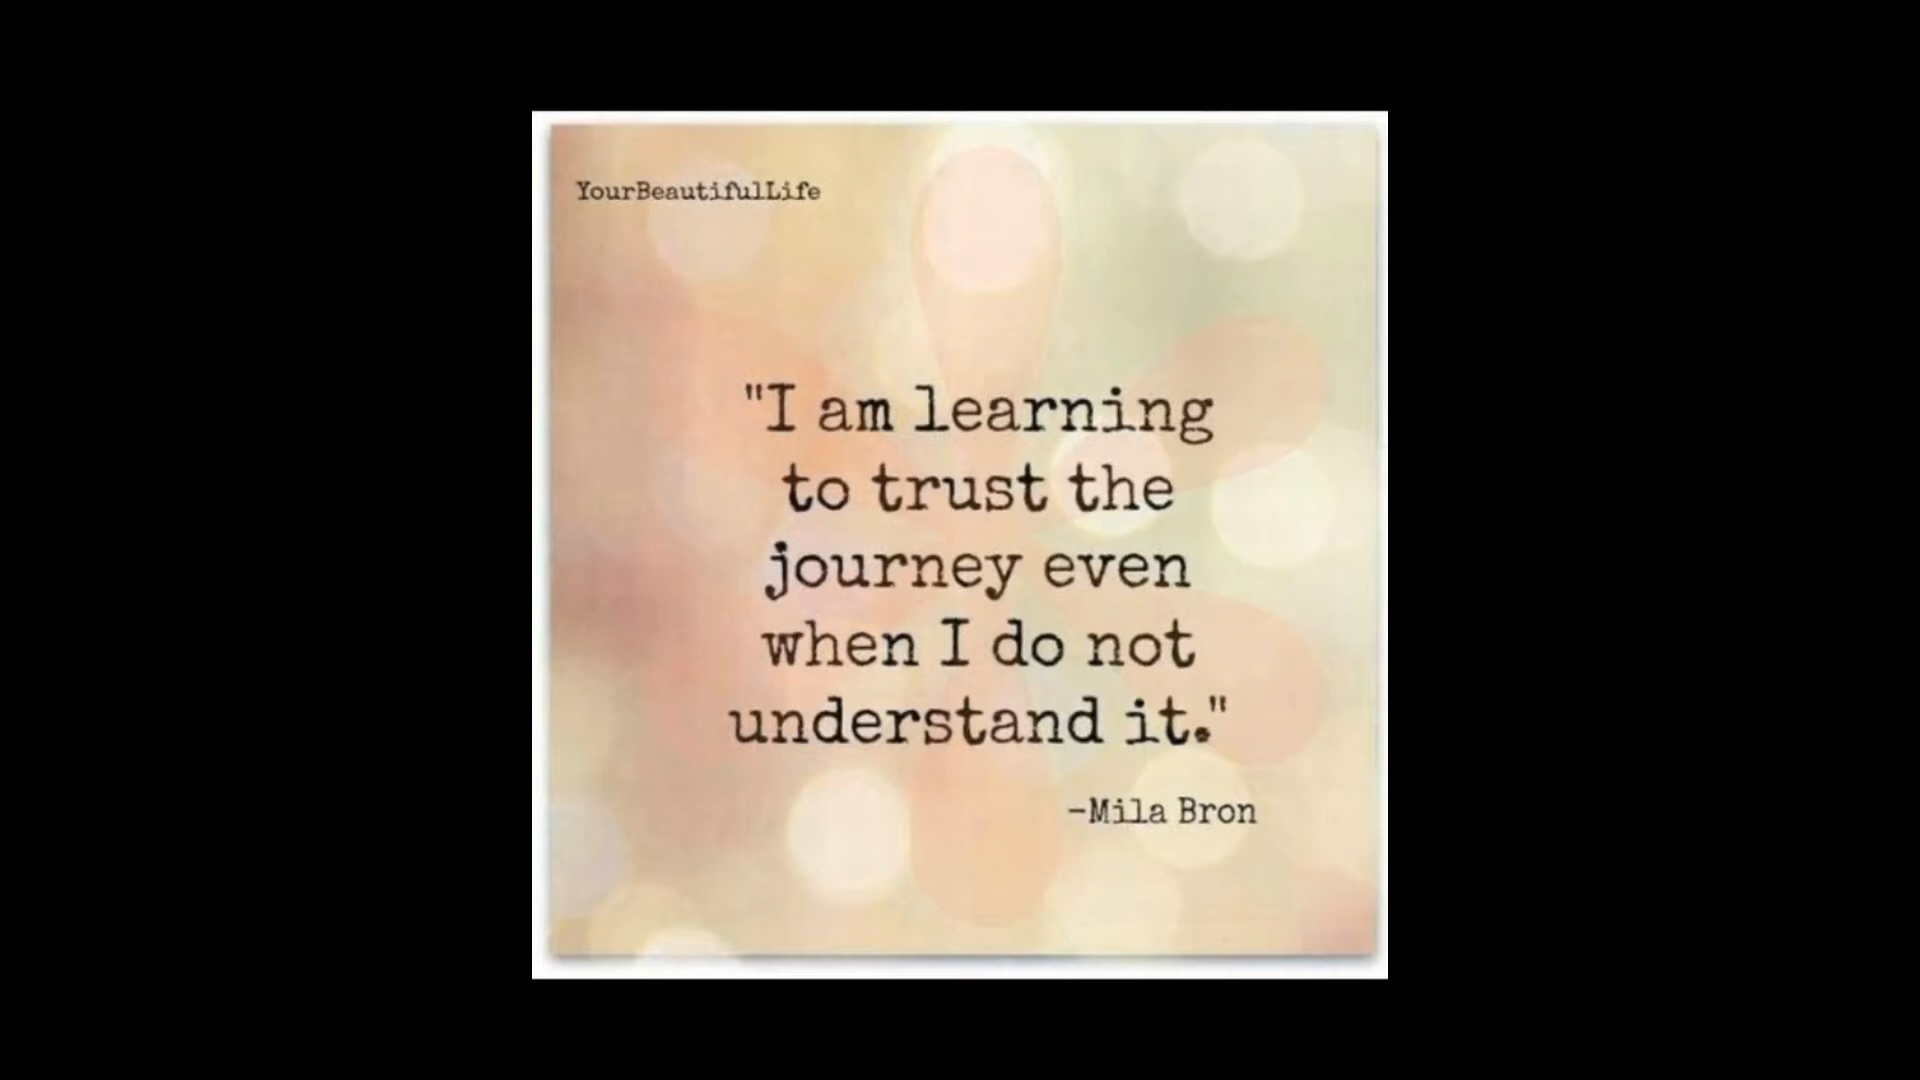 YourBeautifulLife
"I am learning
to trust the
journey even
when I do not
understand it."
-Mila Bron